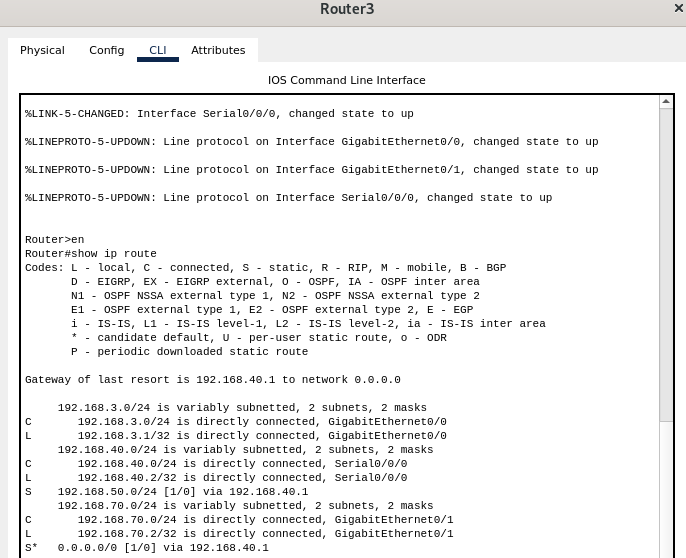 Router3
Physical Config CLI Attributes
IOS Command Line Interface
%LINK-5-CHANGED: Interface Serial0/0/0, changed state to up
%LINEPROTO-5-UPDOWN: Line protocol on Interface GigabitEthernet0/0, changed state to up
%LINEPROTO-5-UPDOWN: Line protocol on Interface GigabitEthernet0/1, changed state to up
%LINEPROTO-5-UPDOWN: Line protocol on Interface Serial0/0/0, changed state to up
Router>en
Router#show ip route
Codes: L - local, C - connected, S - static, R - RIP, M - mobile, B - BGP
D - EIGRP, EX - EIGRP external, O - OSPF, IA - OSPF inter area
N1 - OSPF NSSA external type 1, N2 - OSPF NSSA external type 2
E1 - OSPF external type 1, E2 - OSPF external type 2, E - EGP
i - IS-IS, L1 - IS-IS level-1, L2 - IS-IS level-2, ia - IS-IS inter area
* - candidate default, U - per-user static route, o - ODR
P - periodic downloaded static route
Gateway of last resort is 192.168.40.1 to network 0.0.0.0
192.168.3.0/24 is variably subnetted, 2 subnets, 2 masks
C 192.168.3.0/24 is directly connected, GigabitEthernet0/0
L 192.168.3.1/32 is directly connected, GigabitEthernet0/0
192.168.40.0/24 is variably subnetted, 2 subnets, 2 masks
C 192.168.40.0/24 is directly connected, Serial0/0/0
L 192.168.40.2/32 is directly connected, Serial0/0/0
S 192.168.50.0/24 [1/0] via 192.168.40.1
192.168.70.0/24 is variably subnetted, 2 subnets, 2 masks
C 192.168.70.0/24 is directly connected, GigabitEthernet0/1
L 192.168.70.2/32 is directly connected, GigabitEthernet0/1
S* 0.0.0.0/0 [1/0] via 192.168.40.1